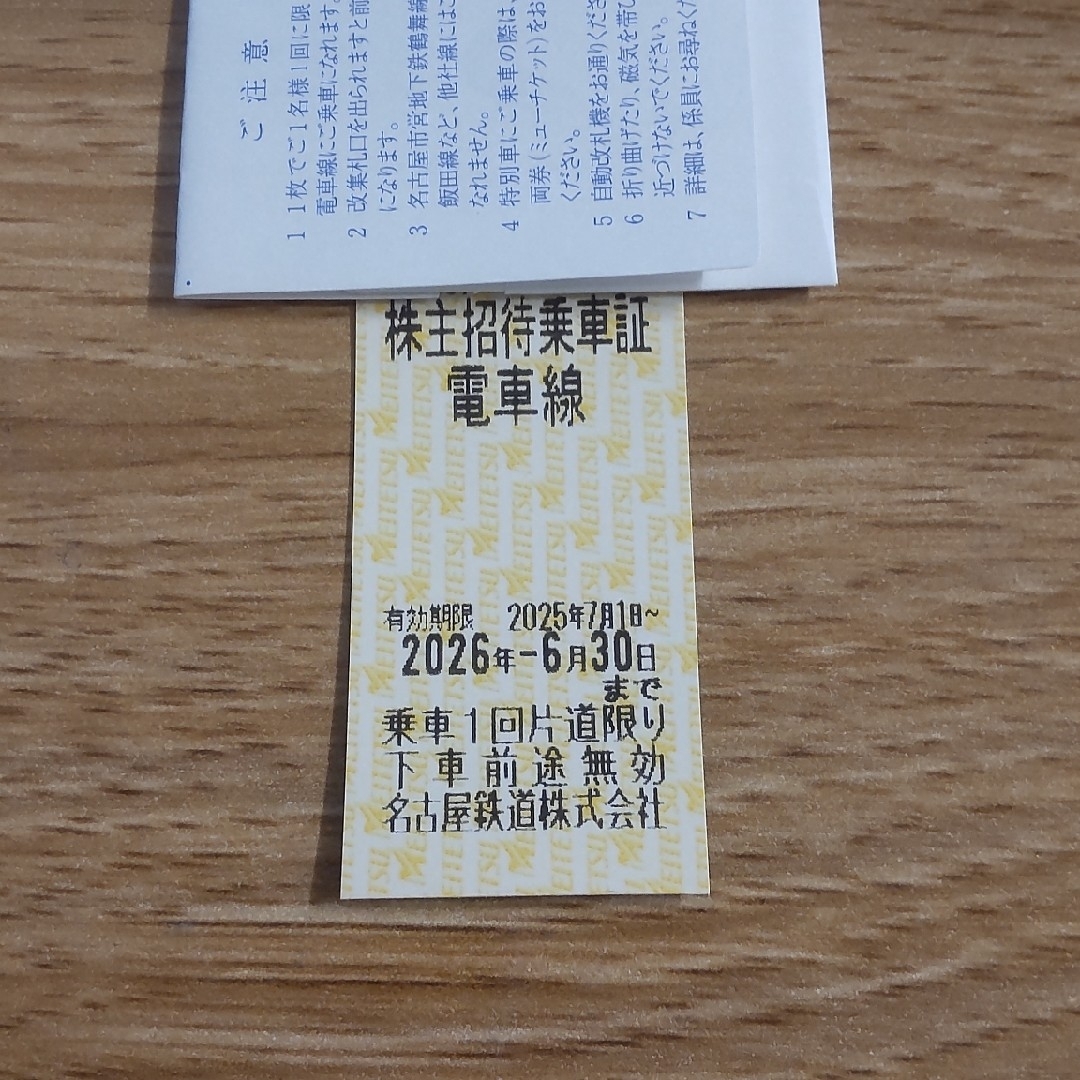 ご注意
1 1枚でご1名様1回に限
電車線にご乗車になれます。
2 改集札口を出られますと前
になります。
3 名古屋市営地下鉄鶴舞線
飯田線など、他社線にはご
なれません。
4 特別車にご乗車の際は、
両券(ミューチケット)をお
ください。
5 自動改札機をお通りくださ
6 折り曲げたり、磁気を帯び
近づけないでください。
7 詳細は、係員にお尋ねくだ
株主招待乗車証
電車線
有効期限 2025年7月1日~
2026年-6月30日
まで
乗車1回片道限り
下車前途無効
名古屋鉄道株式会社
MEITETSU